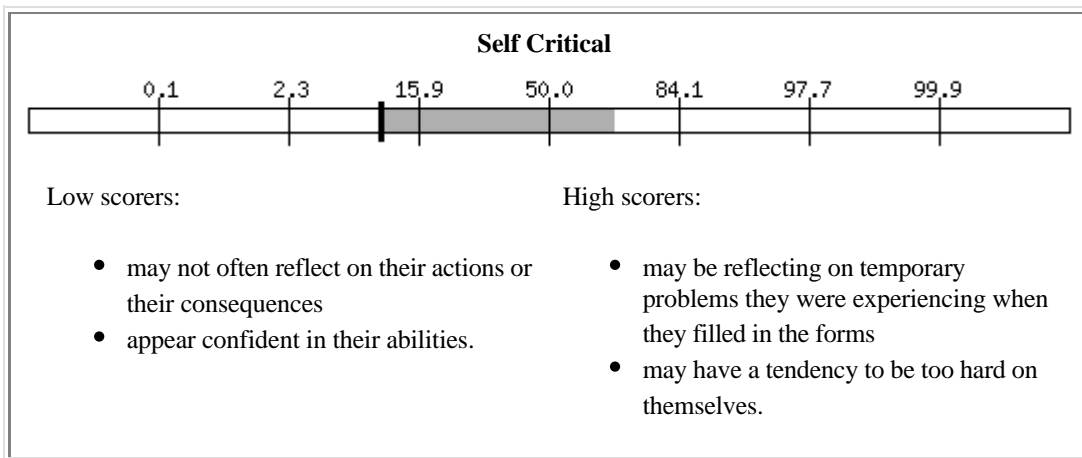 Self Critical
0.1 2.3 15.9 50.0 84.1 97.7 99.9
Low scorers:
• may not often reflect on their actions or
their consequences
• appear confident in their abilities.
High scorers:
• may be reflecting on temporary
problems they were experiencing when
they filled in the forms
• may have a tendency to be too hard on
themselves.